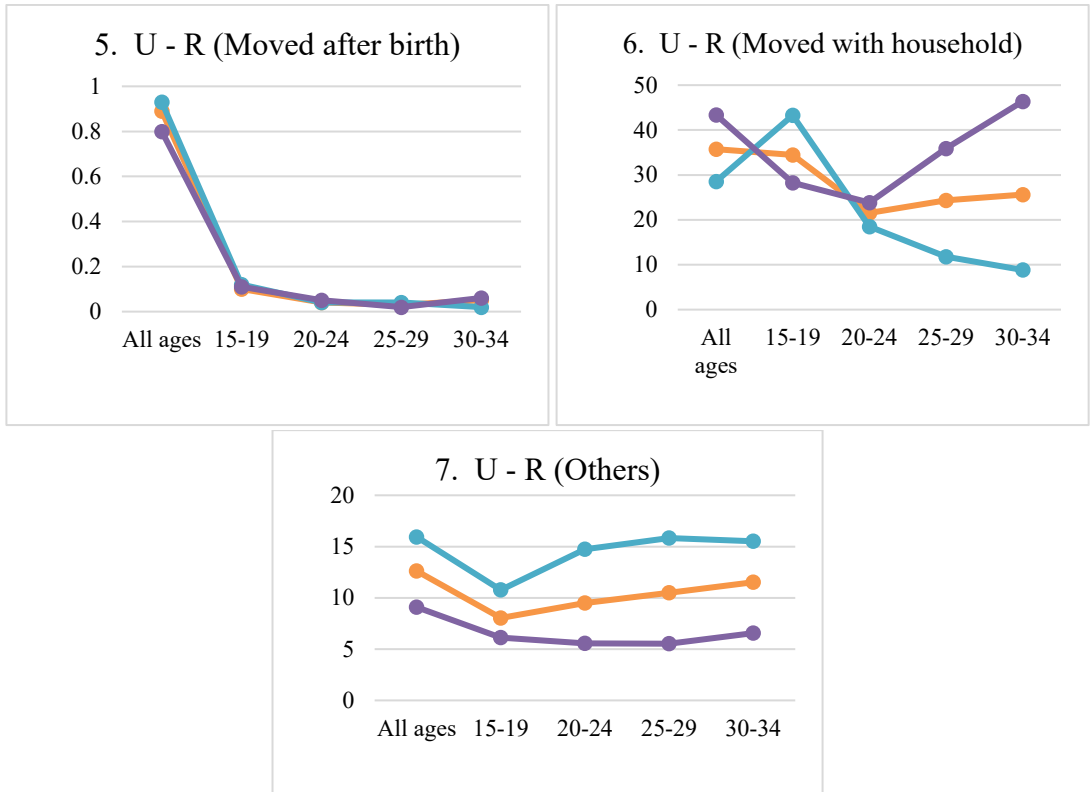 5. U - R (Moved after birth)
1
0.8
0.6
0.4
0.2
0
All ages 15-19 20-24 25-29 30-34
6. U - R (Moved with household)
50
40
30
20
10
0
All ages 15-19 20-24 25-29 30-34
7. U - R (Others)
20
15
10
5
0
All ages 15-19 20-24 25-29 30-34